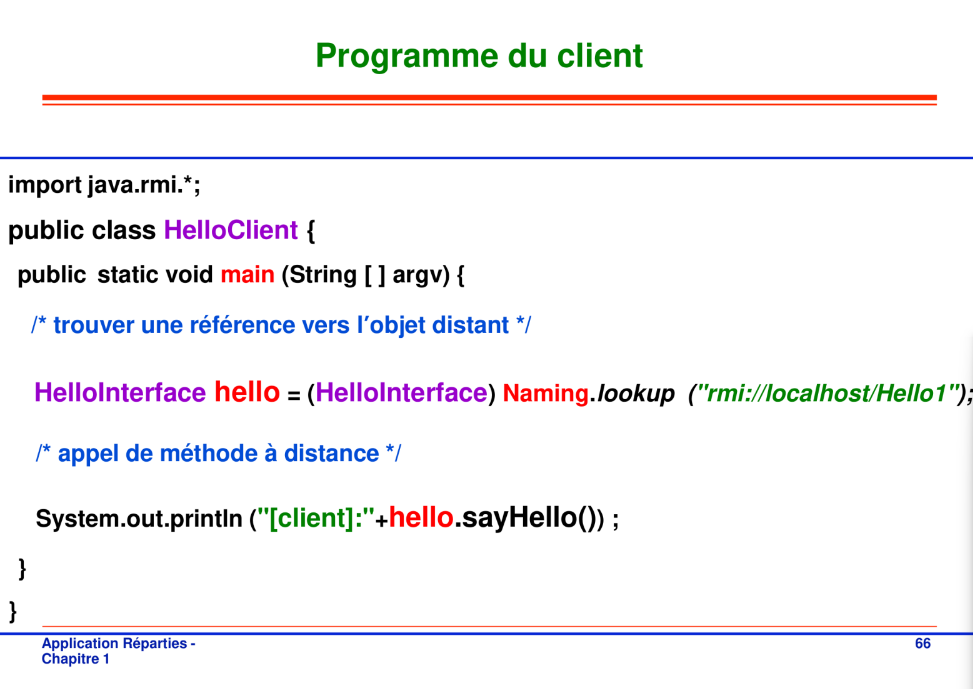 Programme du client
import java.rmi.*;
public class HelloClient {
public static void main (String [ ] argv) {
/* trouver une référence vers l’objet distant */
HelloInterface hello = (HelloInterface) Naming.lookup ("rmi://localhost/Hello1");
/* appel de méthode à distance */
System.out.println ("[client]:"+hello.sayHello()) ;
}
}
Application Réparties -
Chapitre 1
66